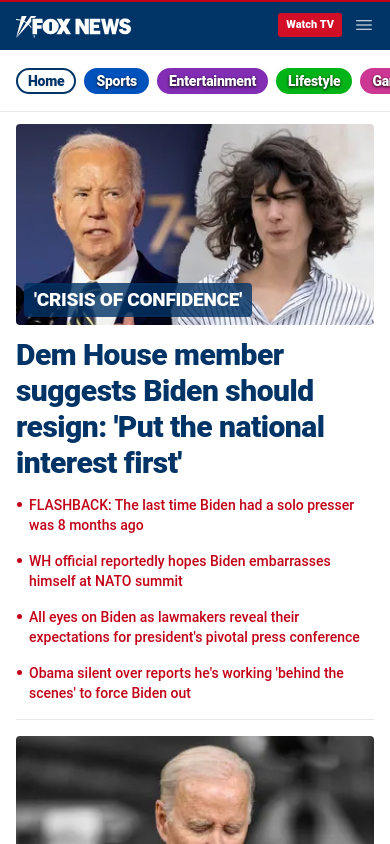 FOX NEWS
Watch TV
Home
Sports
Entertainment
Lifestyle
'CRISIS OF CONFIDENCE'
Dem House member
suggests Biden should
resign: 'Put the national
interest first'
• FLASHBACK: The last time Biden had a solo presser
was 8 months ago
• WH official reportedly hopes Biden embarrasses
himself at NATO summit
• All eyes on Biden as lawmakers reveal their
expectations for president's pivotal press conference
• Obama silent over reports he's working 'behind the
scenes' to force Biden out